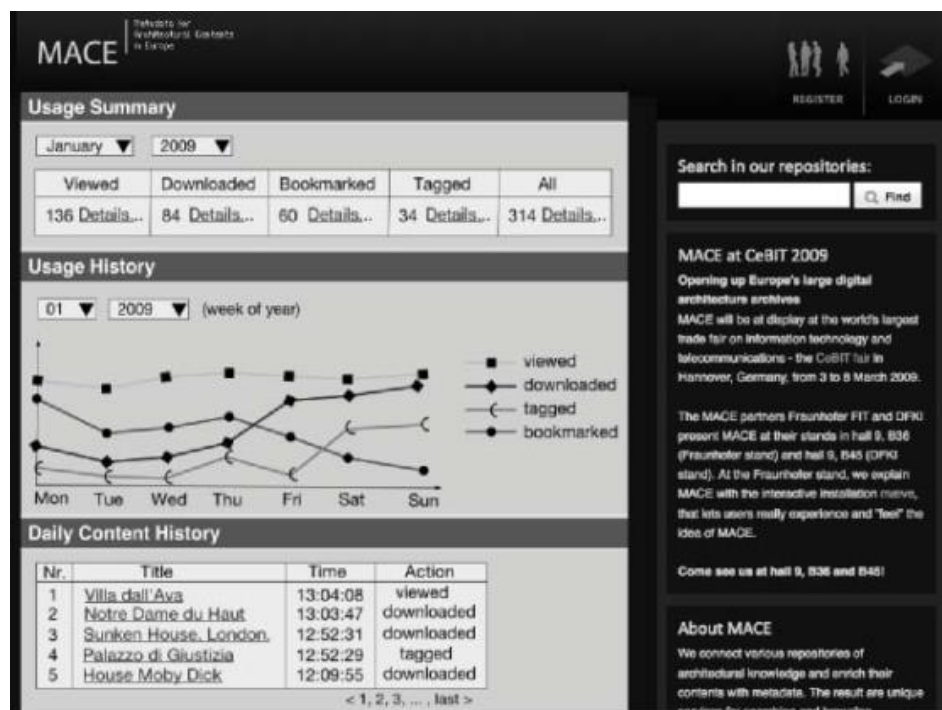 MACE
Metadata for
Architectural Contents
in Europe
REGISTER
LOGIN
Usage Summary
January 2009
Viewed Downloaded Bookmarked Tagged All
136 Details... 84 Details... 60 Details... 34 Details... 314 Details...
Usage History
01 2009 (week of year)
viewed
downloaded
tagged
bookmarked
Mon Tue Wed Thu Fri Sat Sun
Daily Content History
Nr. Title Time Action
1 Villa dall'Ava 13:04:08 viewed
2 Notre Dame du Haut 13:03:47 downloaded
3 Sunken House, London, 12:52:31 downloaded
4 Palazzo di Giustizia 12:52:29 tagged
5 House Moby Dick 12:09:55 downloaded
< 1, 2, 3, ... , last >
Search in our repositories:
Find
MACE at CeBIT 2009
Opening up Europe's large digital
architecture archives
MACE will be at display at the world's largest
trade fair on information technology and
telecommunications - the CeBIT fair in
Hannover, Germany, from 3 to 8 March 2009.
The MACE partners Fraunhofer FIT and DFKI
present MACE at their stands in hall 9, B36
(Fraunhofer stand) and hall 9, B45 (DFKI
stand). At the Fraunhofer stand, we explain
MACE with the interactive installation
that lets users really experience and "feel" the
idea of MACE.
Come see us at hall 9, B36 and B45!
About MACE
We connect various repositories of
architectural knowledge and enrich their
contents with metadata. The result are unique